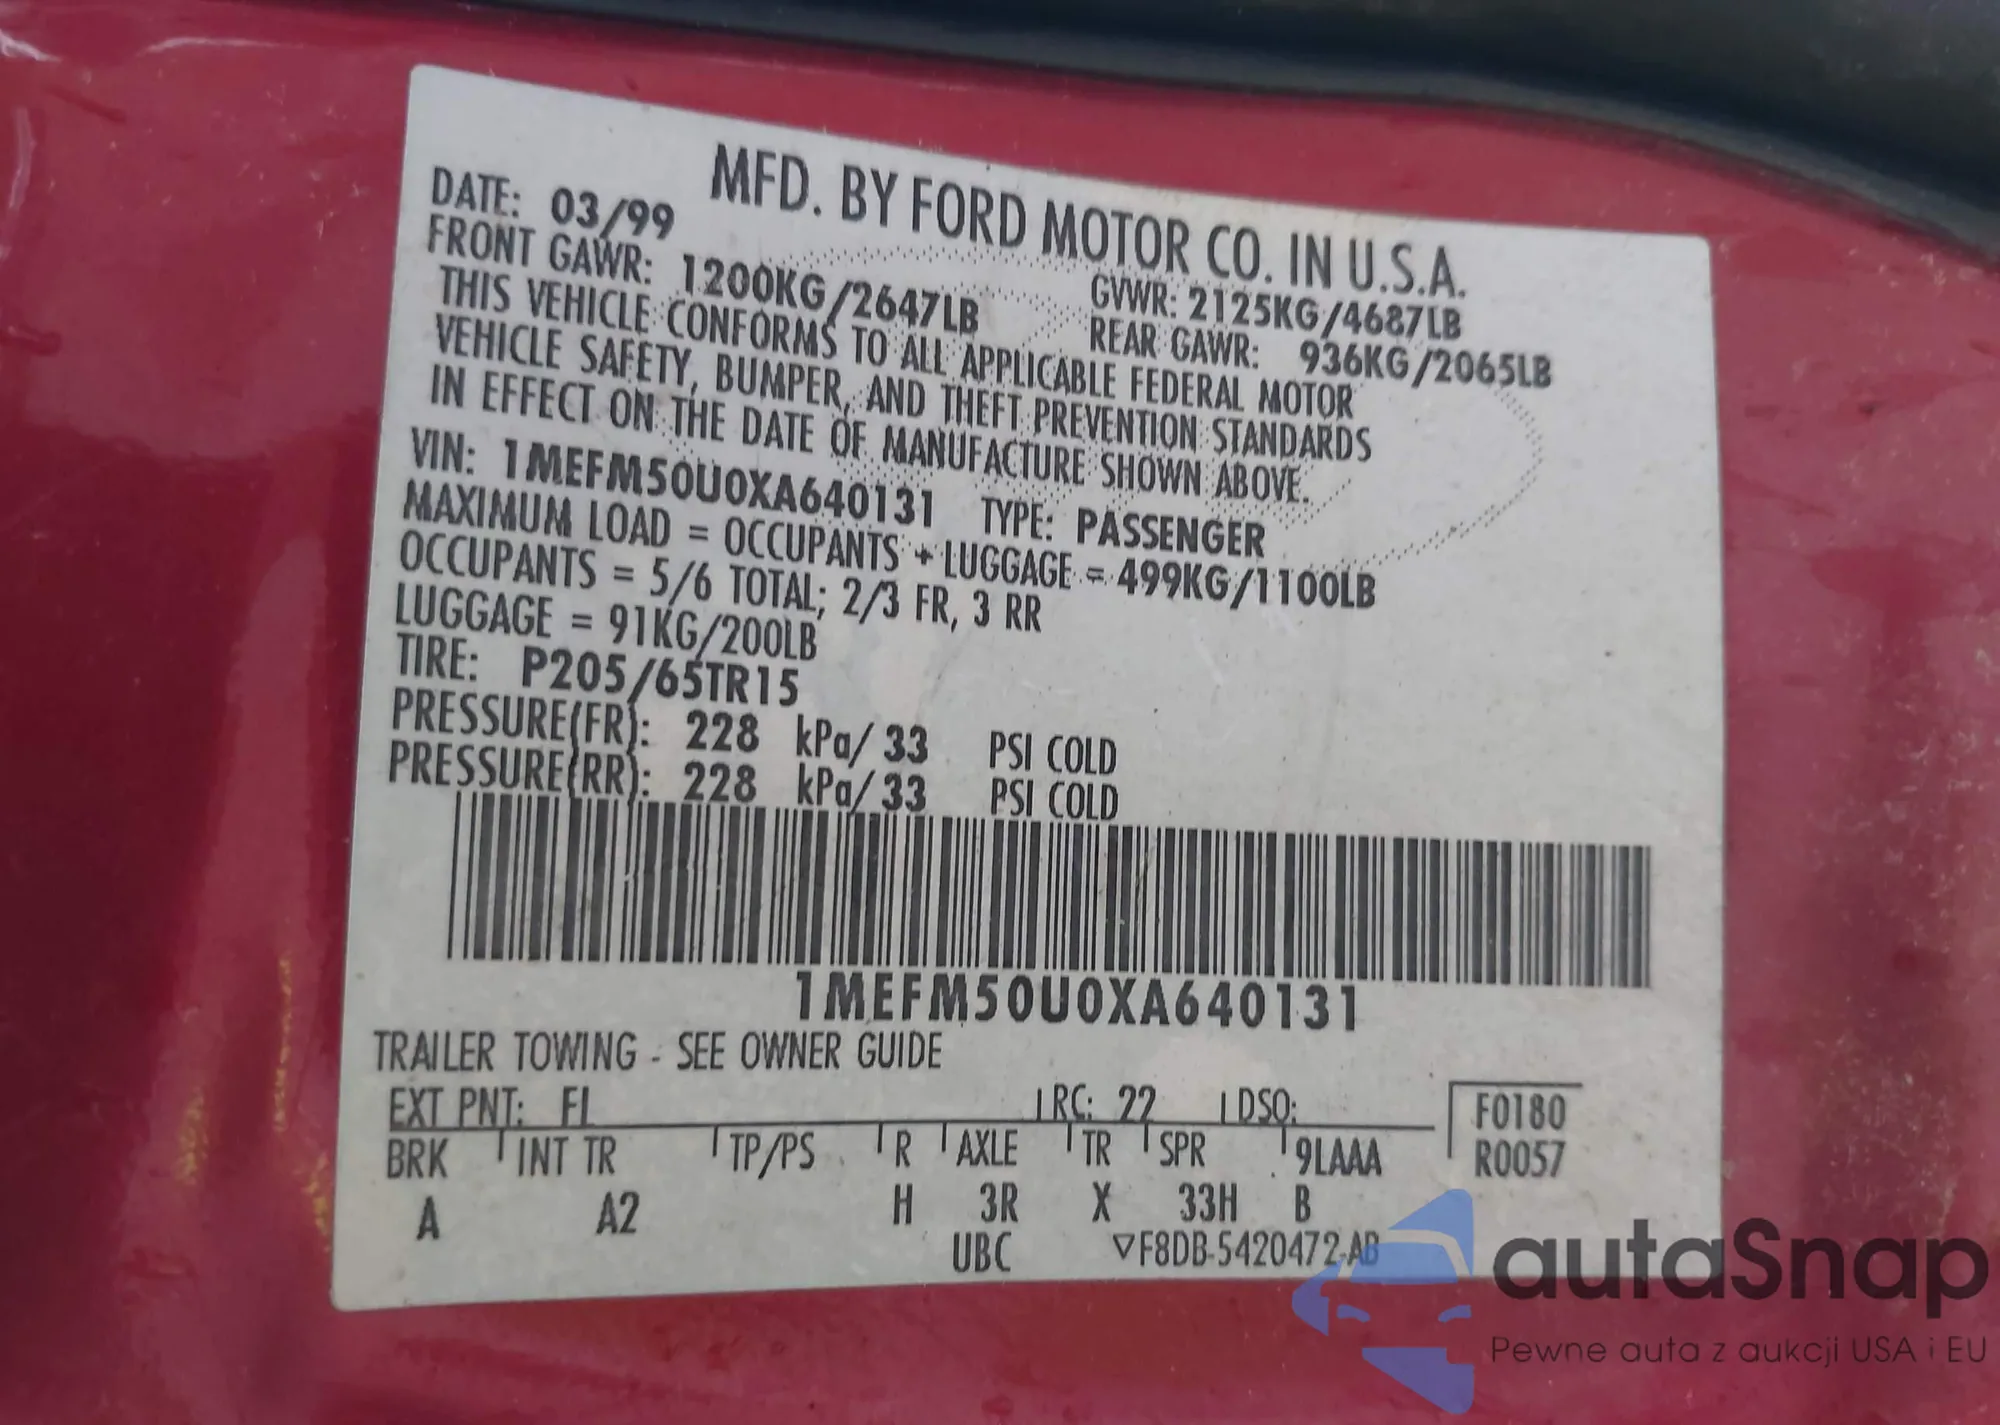 MFD. BY FORD MOTOR CO. IN U.S.A.
DATE: 03/99 GVWR: 2125KG/4687LB
FRONT GAWR: 1200KG/2647LB REAR GAWR: 936KG/2065LB
THIS VEHICLE CONFORMS TO ALL APPLICABLE FEDERAL MOTOR
VEHICLE SAFETY, BUMPER, AND THEFT PREVENTION STANDARDS
IN EFFECT ON THE DATE OF MANUFACTURE SHOWN ABOVE.
VIN: 1MEFM50U0XA640131 TYPE: PASSENGER
MAXIMUM LOAD = OCCUPANTS + LUGGAGE = 499KG/1100LB
OCCUPANTS = 5/6 TOTAL; 2/3 FR, 3 RR
LUGGAGE = 91KG/200LB
TIRE: P205/65TR15
PRESSURE(FR): 228 kPa/ 33 PSI COLD
PRESSURE(RR): 228 kPa/ 33 PSI COLD
1MEFM50U0XA640131
TRAILER TOWING - SEE OWNER GUIDE
EXT PNT: FL RC: 22 DSO: F0180
BRK INT TR TP/PS R AXLE TR SPR 9LAAA R0057
A A2 H 3R X 33H B
UBC ▽F8DB-5420472-AB
autaSnap
Pewne auta z aukcji USA i EU